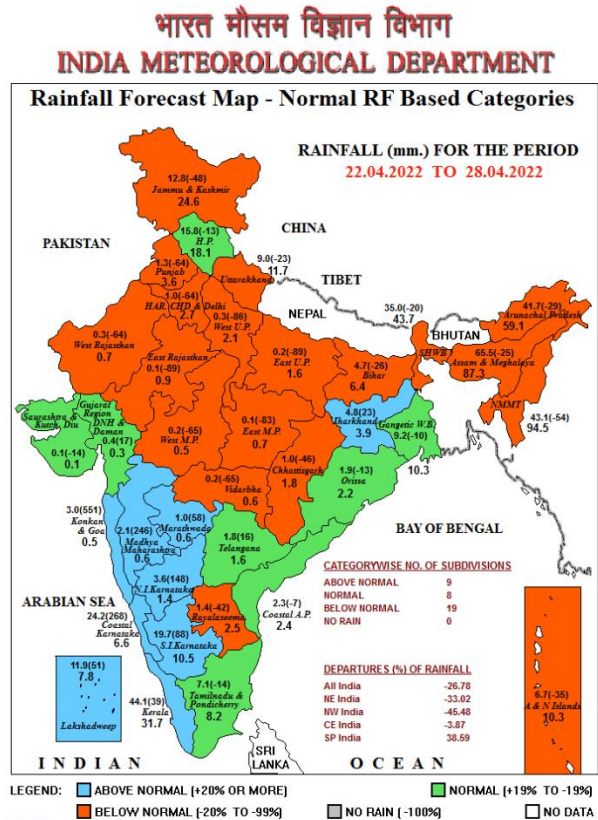 भारत मौसम विज्ञान विभाग
INDIA METEOROLOGICAL DEPARTMENT
Rainfall Forecast Map - Normal RF Based Categories
RAINFALL (mm.) FOR THE PERIOD
22.04.2022 TO 28.04.2022
12.8(-48)
Jammu & Kashmir
24.6
15.8(-13)
H.P.
18.1
CHINA
PAKISTAN
1.3(-64)
Punjab
3.6
9.0(-23)
Uttarakhand
11.7
TIBET
1.0(-64)
HAR. CHD & Delhi
2.7
NEPAL
35.0(-20)
SHWB
43.7
BHUTAN
41.7(-29)
Arunachal Pradesh
59.1
0.3(-64)
West Rajasthan
0.7
East Rajasthan
0.1(-89)
0.9
0.3(-86)
West U.P.
2.1
0.2(-89)
East U.P.
1.6
4.7(-26)
Bihar
6.4
65.5(-25)
Assam & Meghalaya
87.3
NMMT
43.1(-54)
94.5
Saurashtra &
Kutch, Diu
0.1(-14)
0.1
Gujarat
Region
DNH &
Daman
0.4(17)
0.3
0.2(-65)
West M.P.
0.5
0.1(-83)
East M.P.
0.7
4.8(23)
Jharkhand
3.9
Gangetic W.B.
9.2(-10)
10.3
1.0(-46)
Chhattisgarh
1.8
1.9(-13)
Orissa
2.2
0.2(-65)
Vidarbha
0.6
3.0(551)
Konkan
& Goa
0.5
2.1(246)
Madhya
Maharashtra
0.6
1.0(58)
Marathwada
0.6
1.8(16)
Telangana
1.6
BAY OF BENGAL
3.6(148)
N.I.Karnataka
1.4
ARABIAN SEA
24.2(268)
Coastal
Karnataka
6.6
1.4(-42)
Rayalaseema
2.5
2.3(-7)
Coastal A.P.
2.4
19.7(88)
S.I.Karnataka
10.5
CATEGORYWISE NO. OF SUBDIVISIONS
ABOVE NORMAL 9
NORMAL 8
BELOW NORMAL 19
NO RAIN 0
11.9(51)
7.8
Lakshadweep
44.1(39)
Kerala
31.7
7.1(-14)
Tamilnadu &
Pondicherry
8.2
DEPARTURES (%) OF RAINFALL
All India -26.78
NE India -33.02
NW India -45.48
CE India -3.87
SP India 38.59
6.7(-35)
A & N Islands
10.3
SRI
LANKA
INDIAN OCEAN
LEGEND: ABOVE NORMAL (+20% OR MORE) NORMAL (+19% TO -19%)
BELOW NORMAL (-20% TO -99%) NO RAIN (-100%) NO DATA